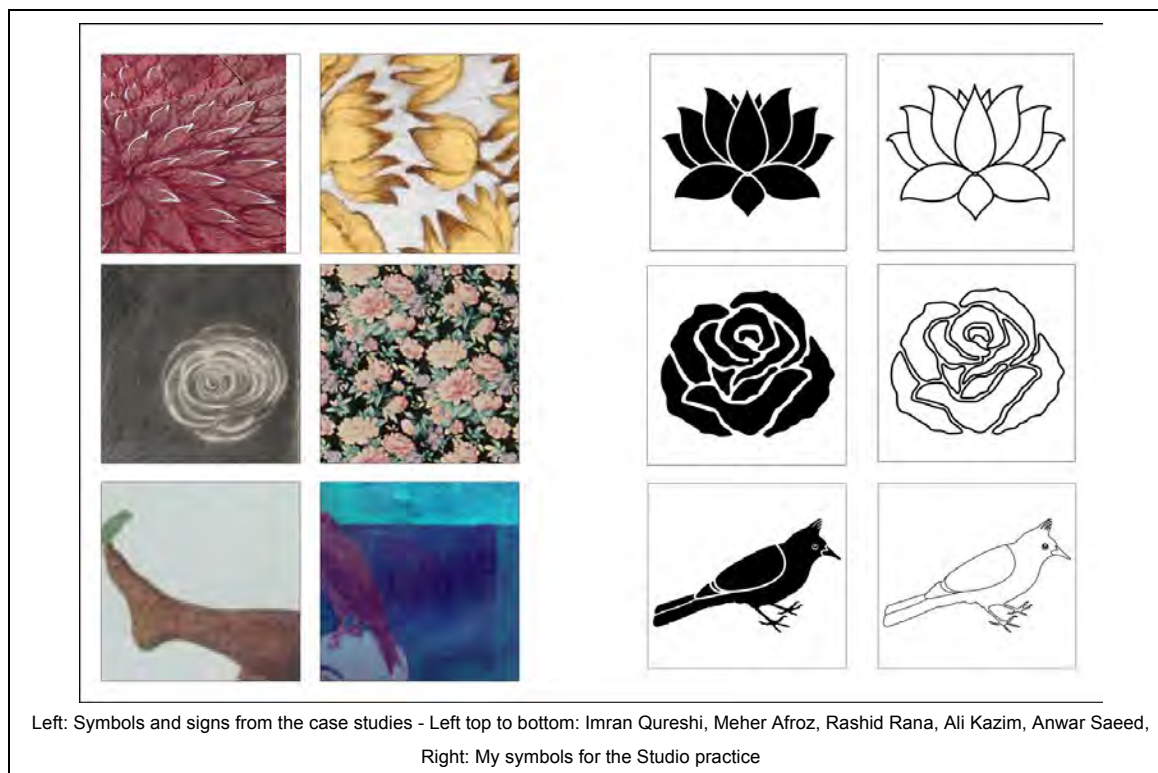 Left: Symbols and signs from the case studies - Left top to bottom: Imran Qureshi, Meher Afroz, Rashid Rana, Ali Kazim, Anwar Saeed,
Right: My symbols for the Studio practice